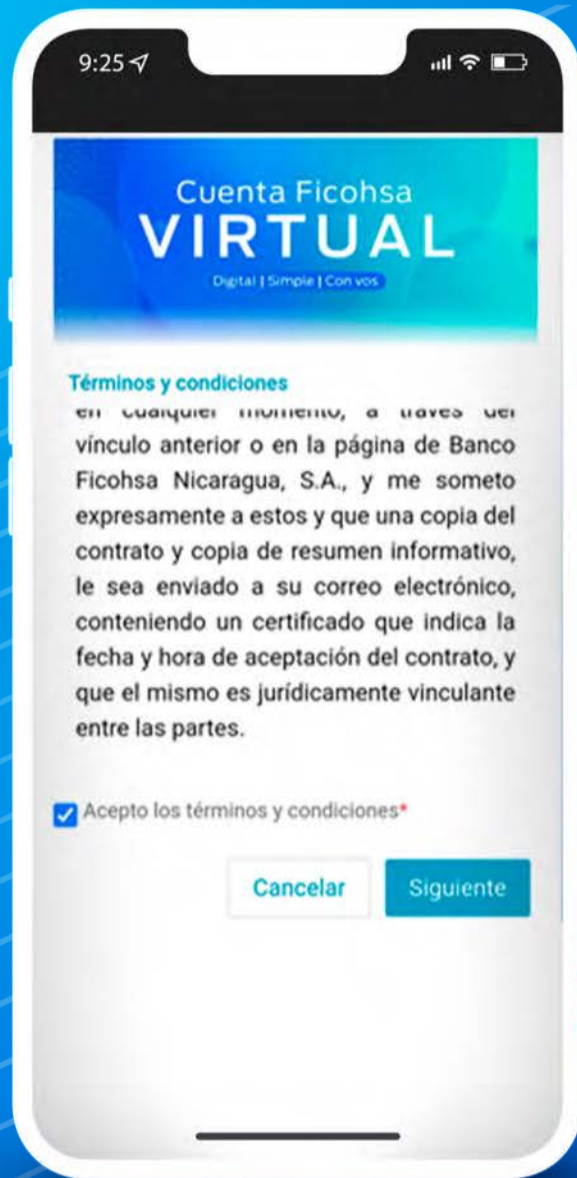 9:25
Cuenta Ficohsa
VIRTUAL
Digital | Simple | Con vos
Términos y condiciones
en cualquier momento, a través del
vínculo anterior o en la página de Banco
Ficohsa Nicaragua, S.A., y me someto
expresamente a estos y que una copia del
contrato y copia de resumen informativo,
le sea enviado a su correo electrónico,
conteniendo un certificado que indica la
fecha y hora de aceptación del contrato, y
que el mismo es jurídicamente vinculante
entre las partes.
Acepto los términos y condiciones*
Cancelar
Siguiente